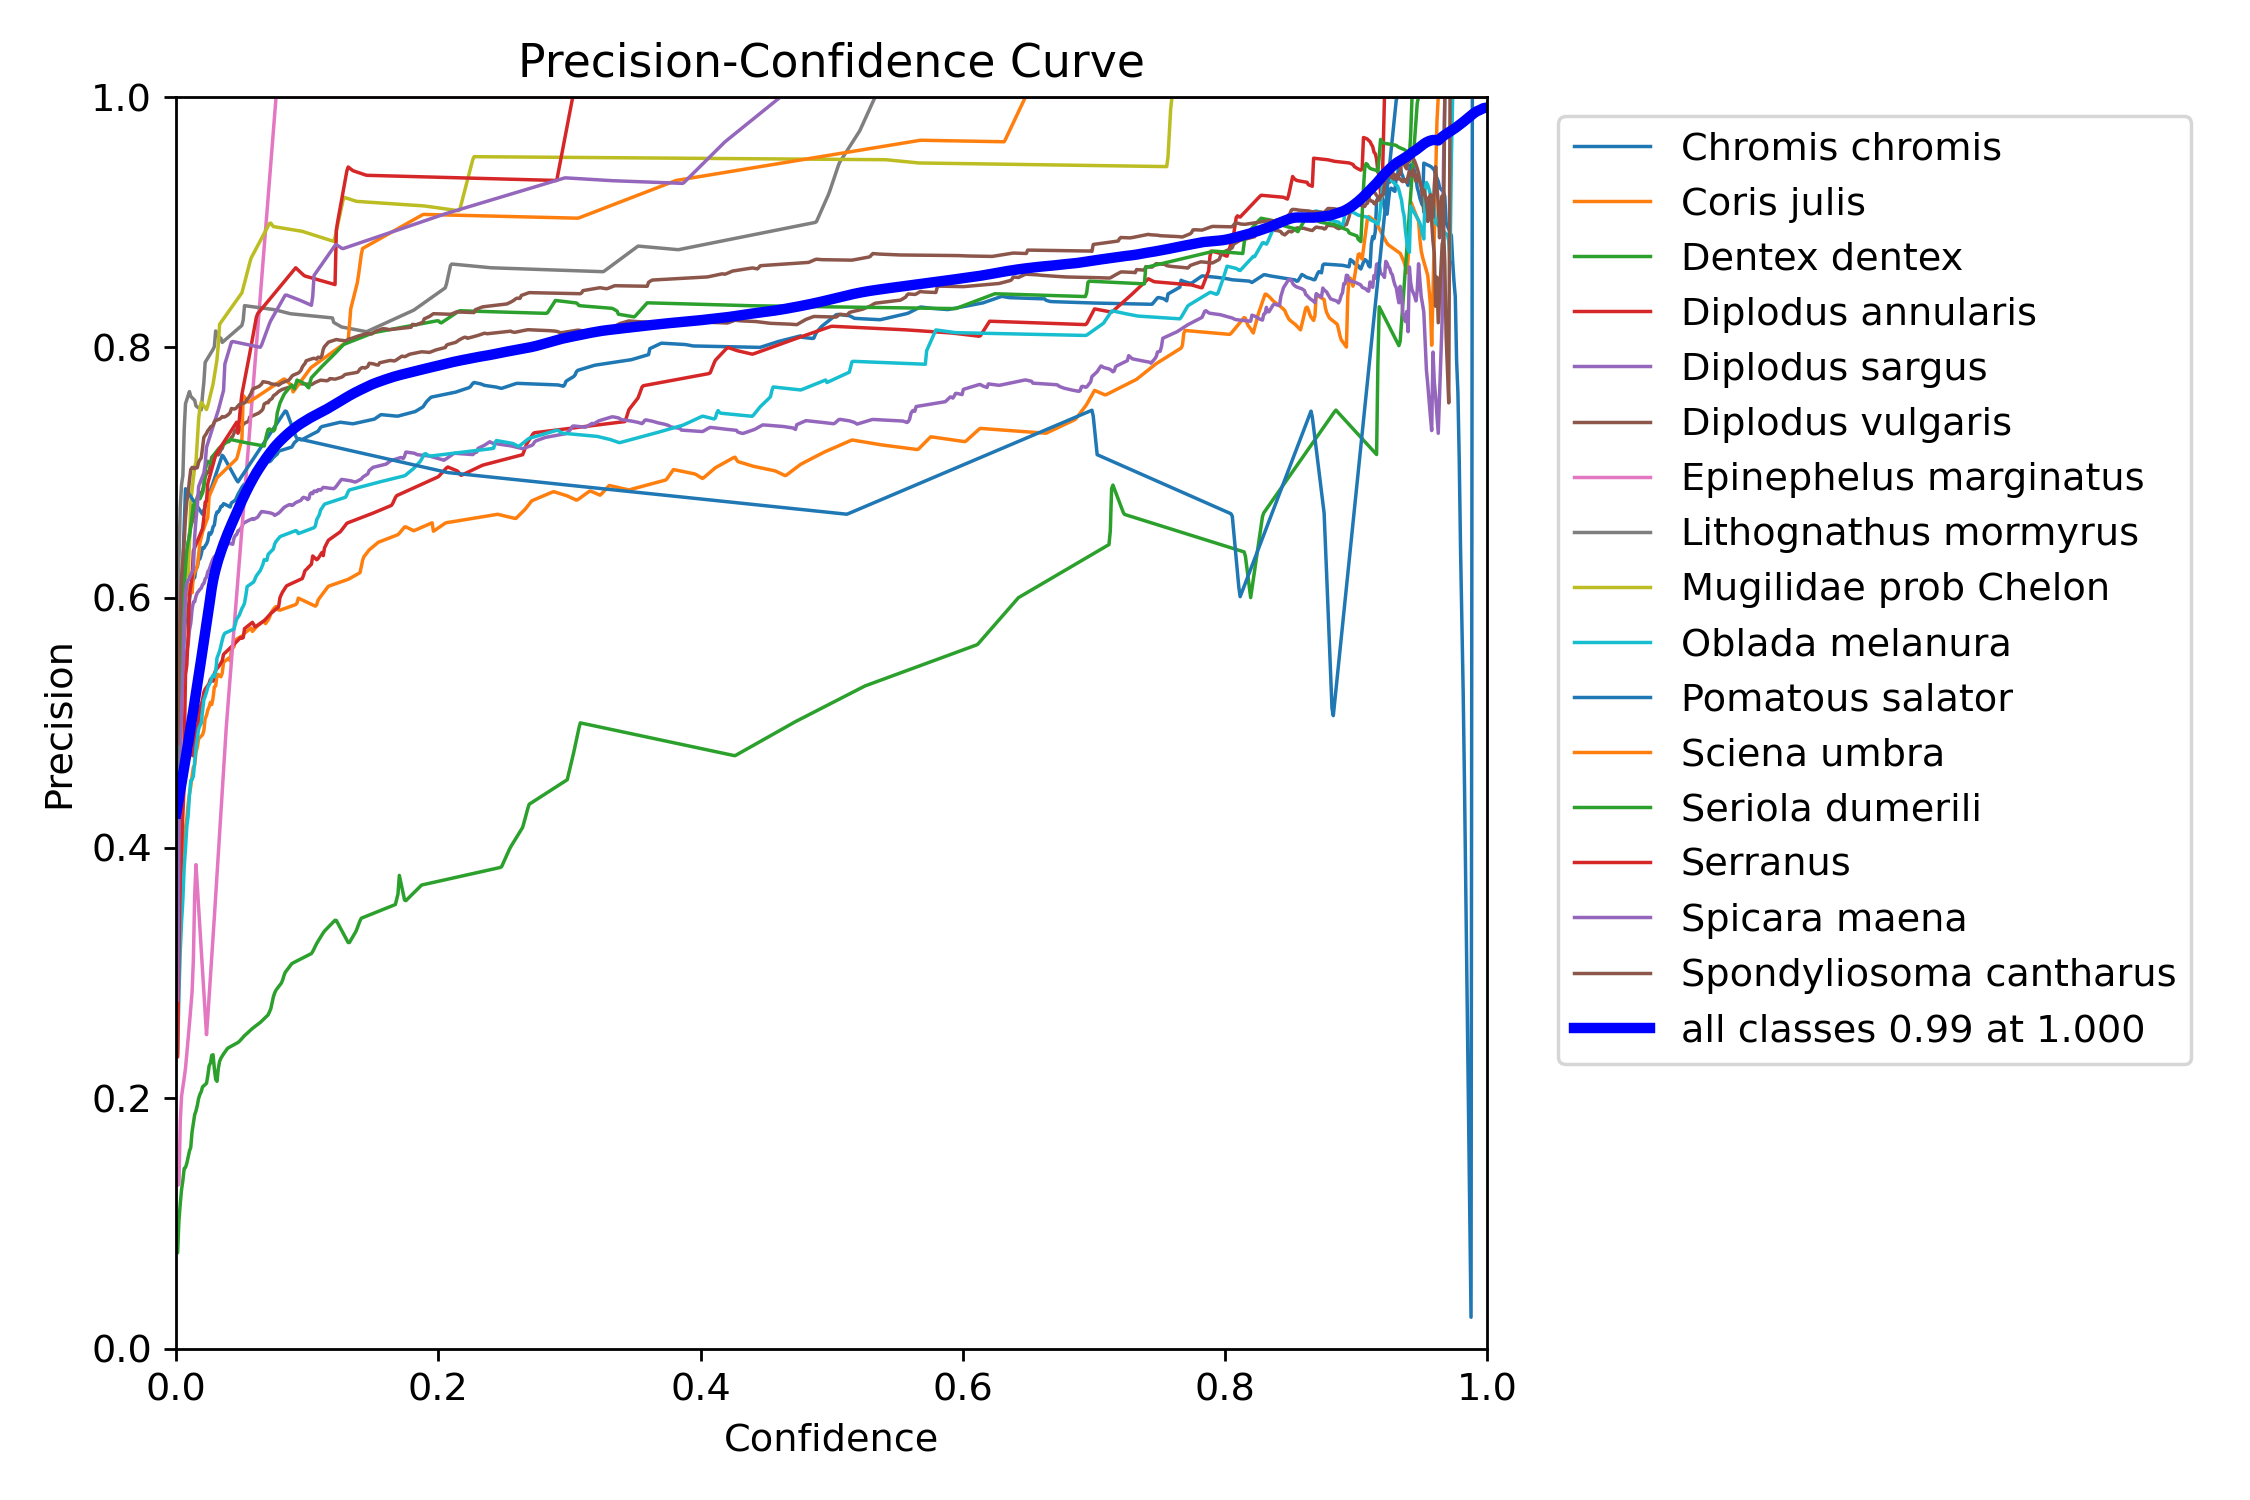 Precision-Confidence Curve
1.0
0.8
0.6
0.4
0.2
0.0
Precision
0.0 0.2 0.4 0.6 0.8 1.0
Confidence
Chromis chromis
Coris julis
Dentex dentex
Diplodus annularis
Diplodus sargus
Diplodus vulgaris
Epinephelus marginatus
Lithognathus mormyrus
Mugilidae prob Chelon
Oblada melanura
Pomatous salator
Sciena umbra
Seriola dumerili
Serranus
Spicara maena
Spondyliosoma cantharus
all classes 0.99 at 1.000